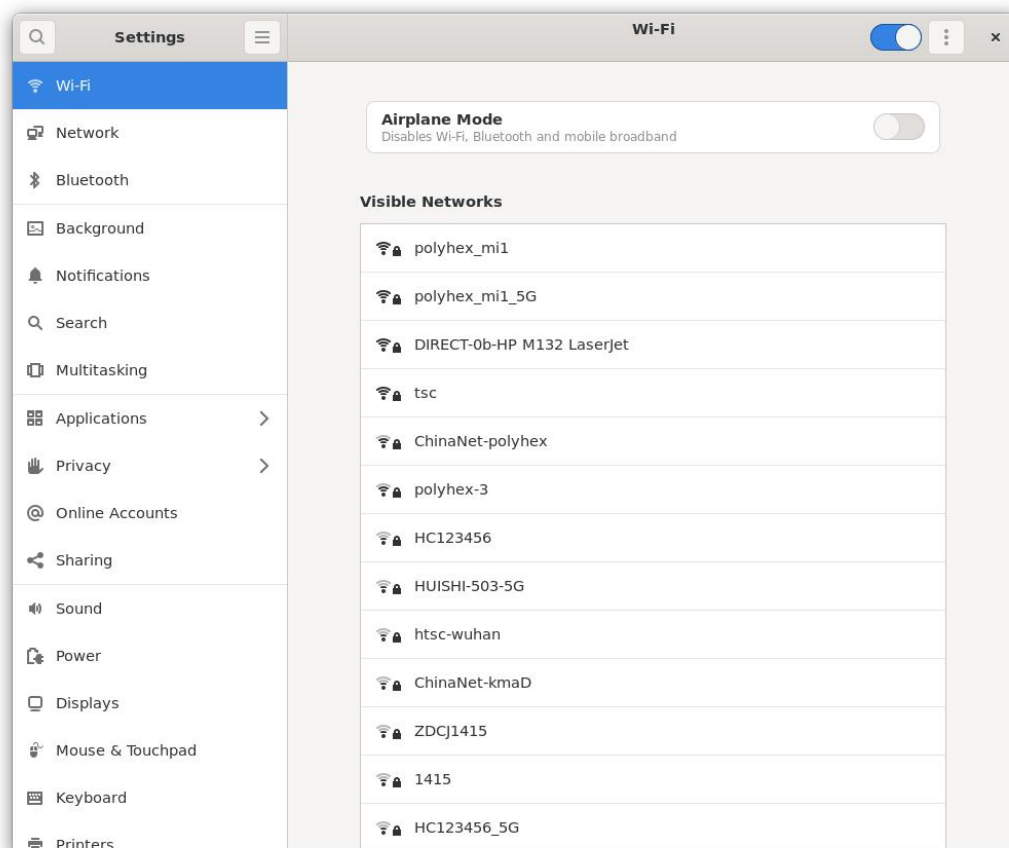 Settings
Wi-Fi
Wi-Fi
Network
Bluetooth
Background
Notifications
Search
Multitasking
Applications
Privacy
Online Accounts
Sharing
Sound
Power
Displays
Mouse & Touchpad
Keyboard
Printers
Airplane Mode
Disables Wi-Fi, Bluetooth and mobile broadband
Visible Networks
polyhex_mi1
polyhex_mi1_5G
DIRECT-0b-HP M132 LaserJet
tsc
ChinaNet-polyhex
polyhex-3
HC123456
HUISHI-503-5G
htsc-wuhan
ChinaNet-kmaD
ZDCJ1415
1415
HC123456_5G